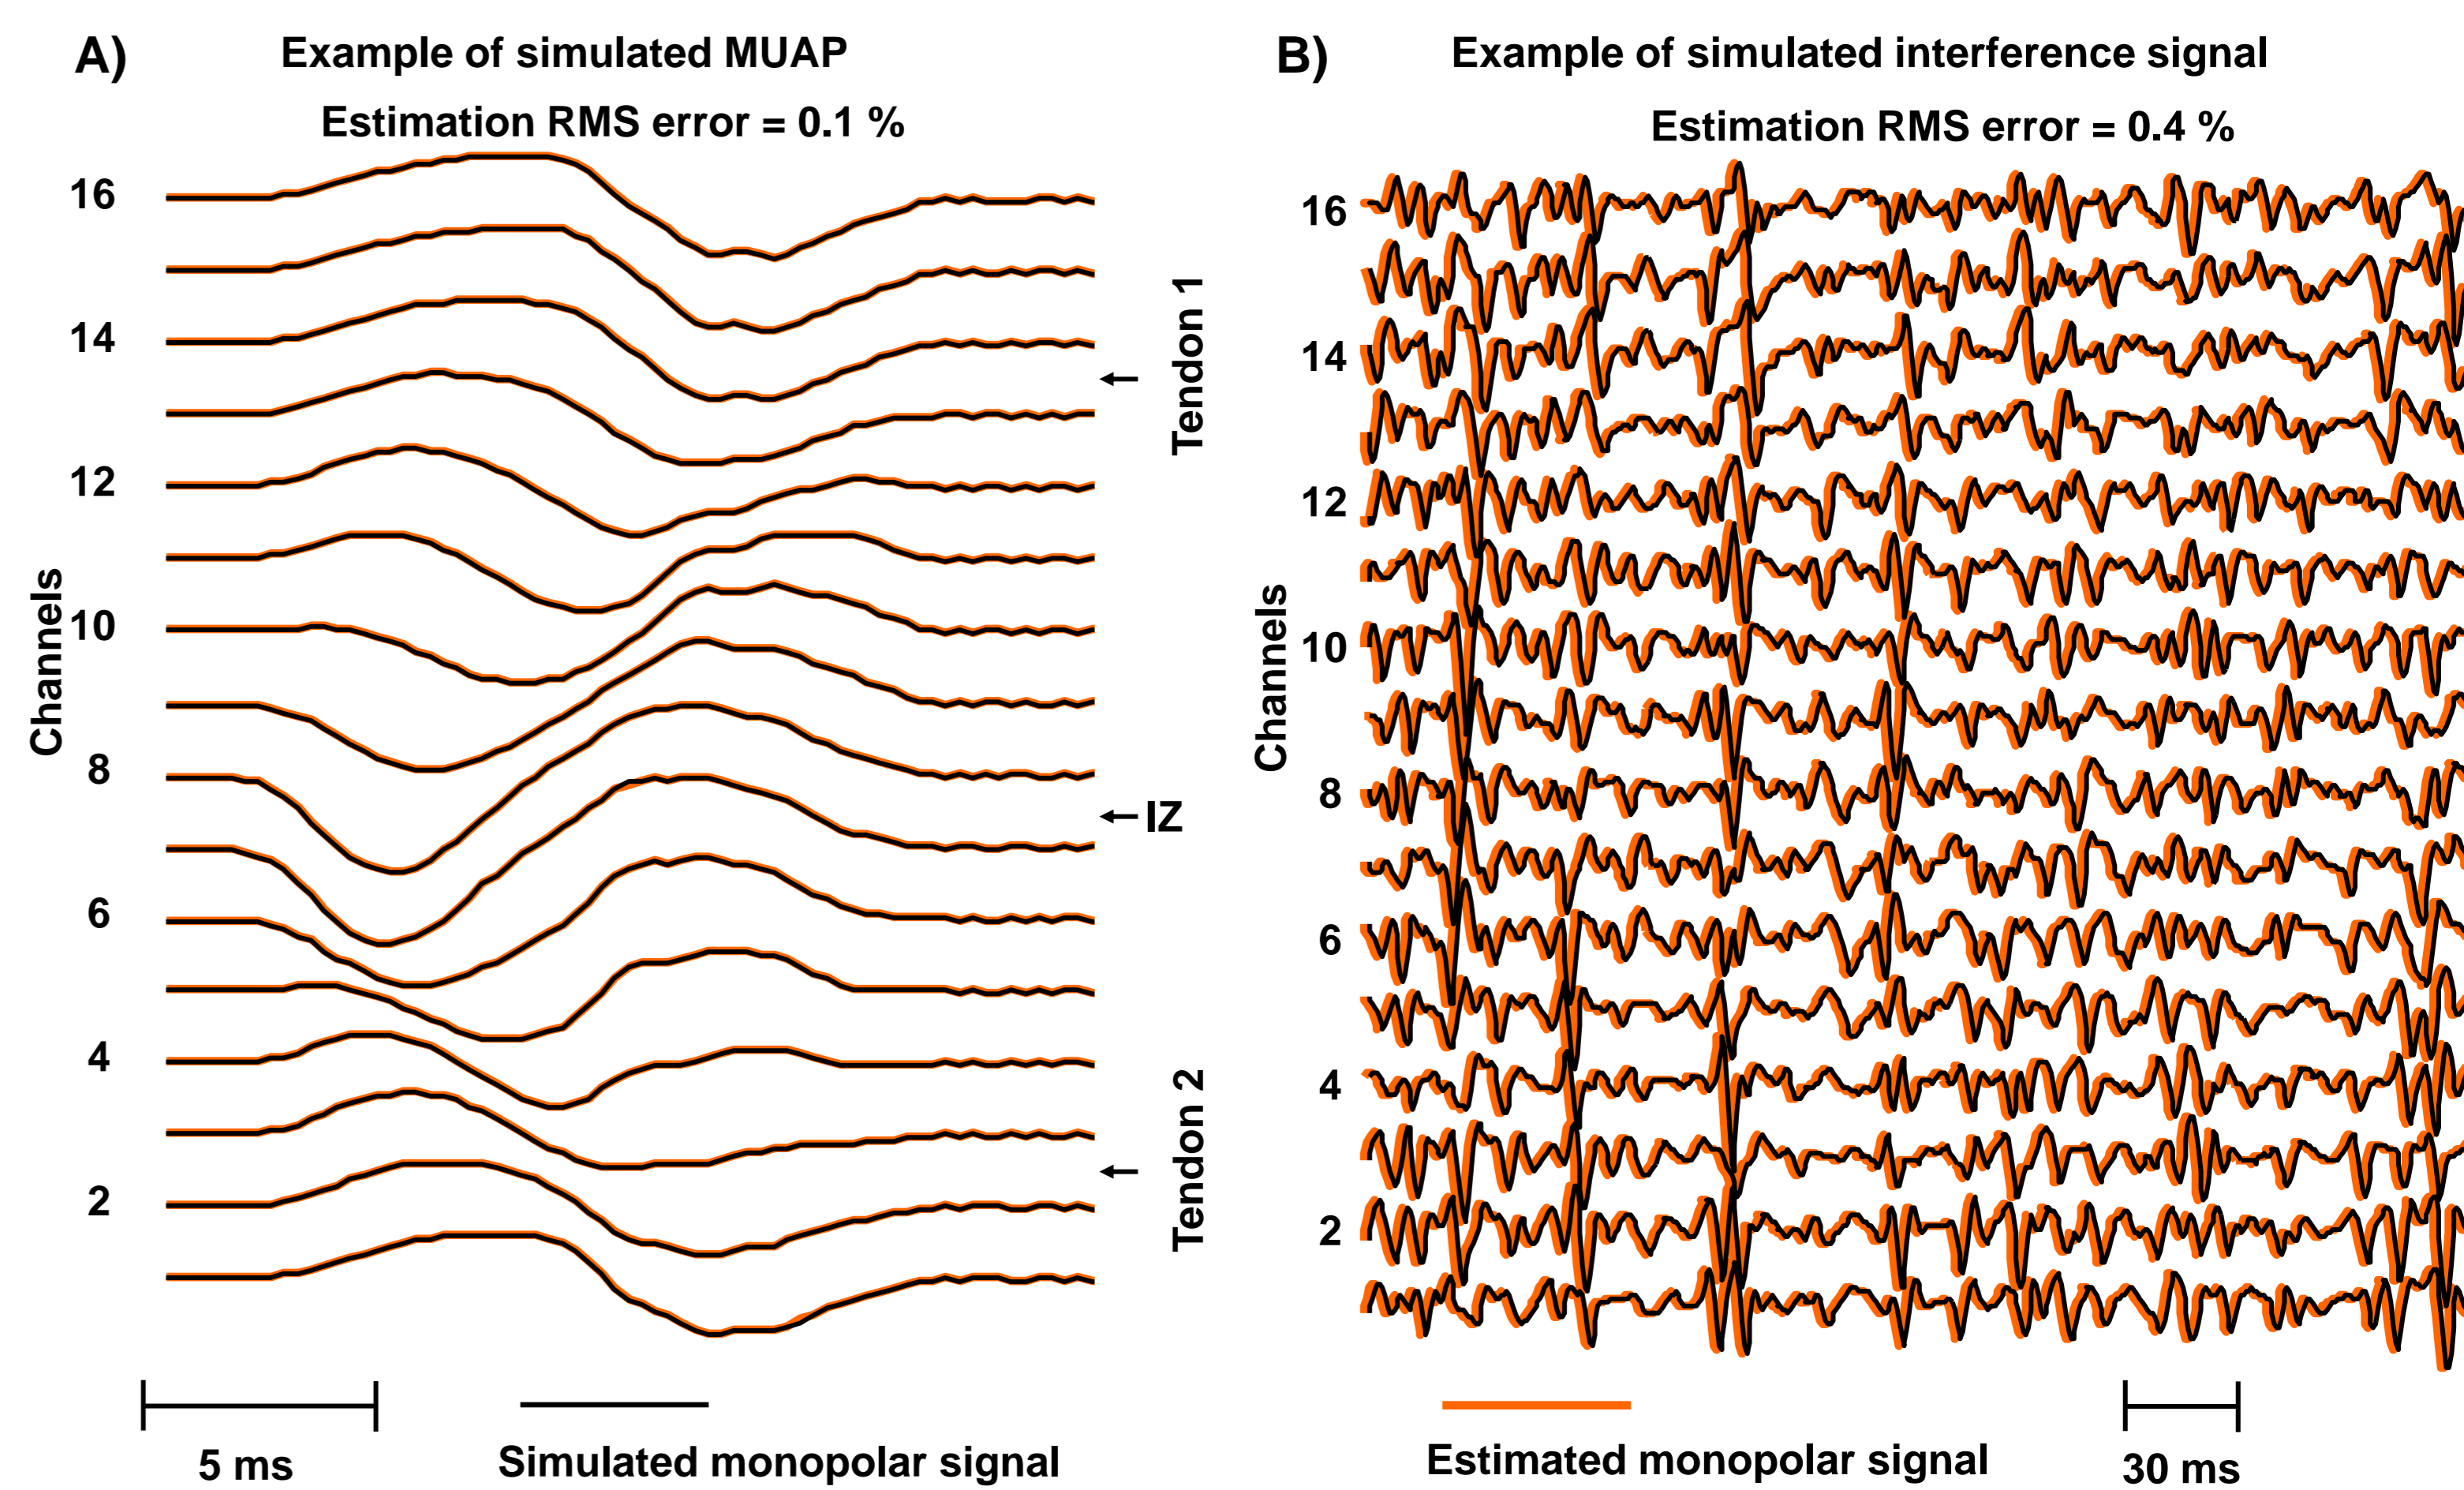 A)
Example of simulated MUAP
Estimation RMS error = 0.1 %
16
14
12
10
8
6
4
2
Channels
Tendon 1
IZ
Tendon 2
5 ms
Simulated monopolar signal
B)
Example of simulated interference signal
Estimation RMS error = 0.4 %
16
14
12
10
8
6
4
2
Channels
Estimated monopolar signal
30 ms